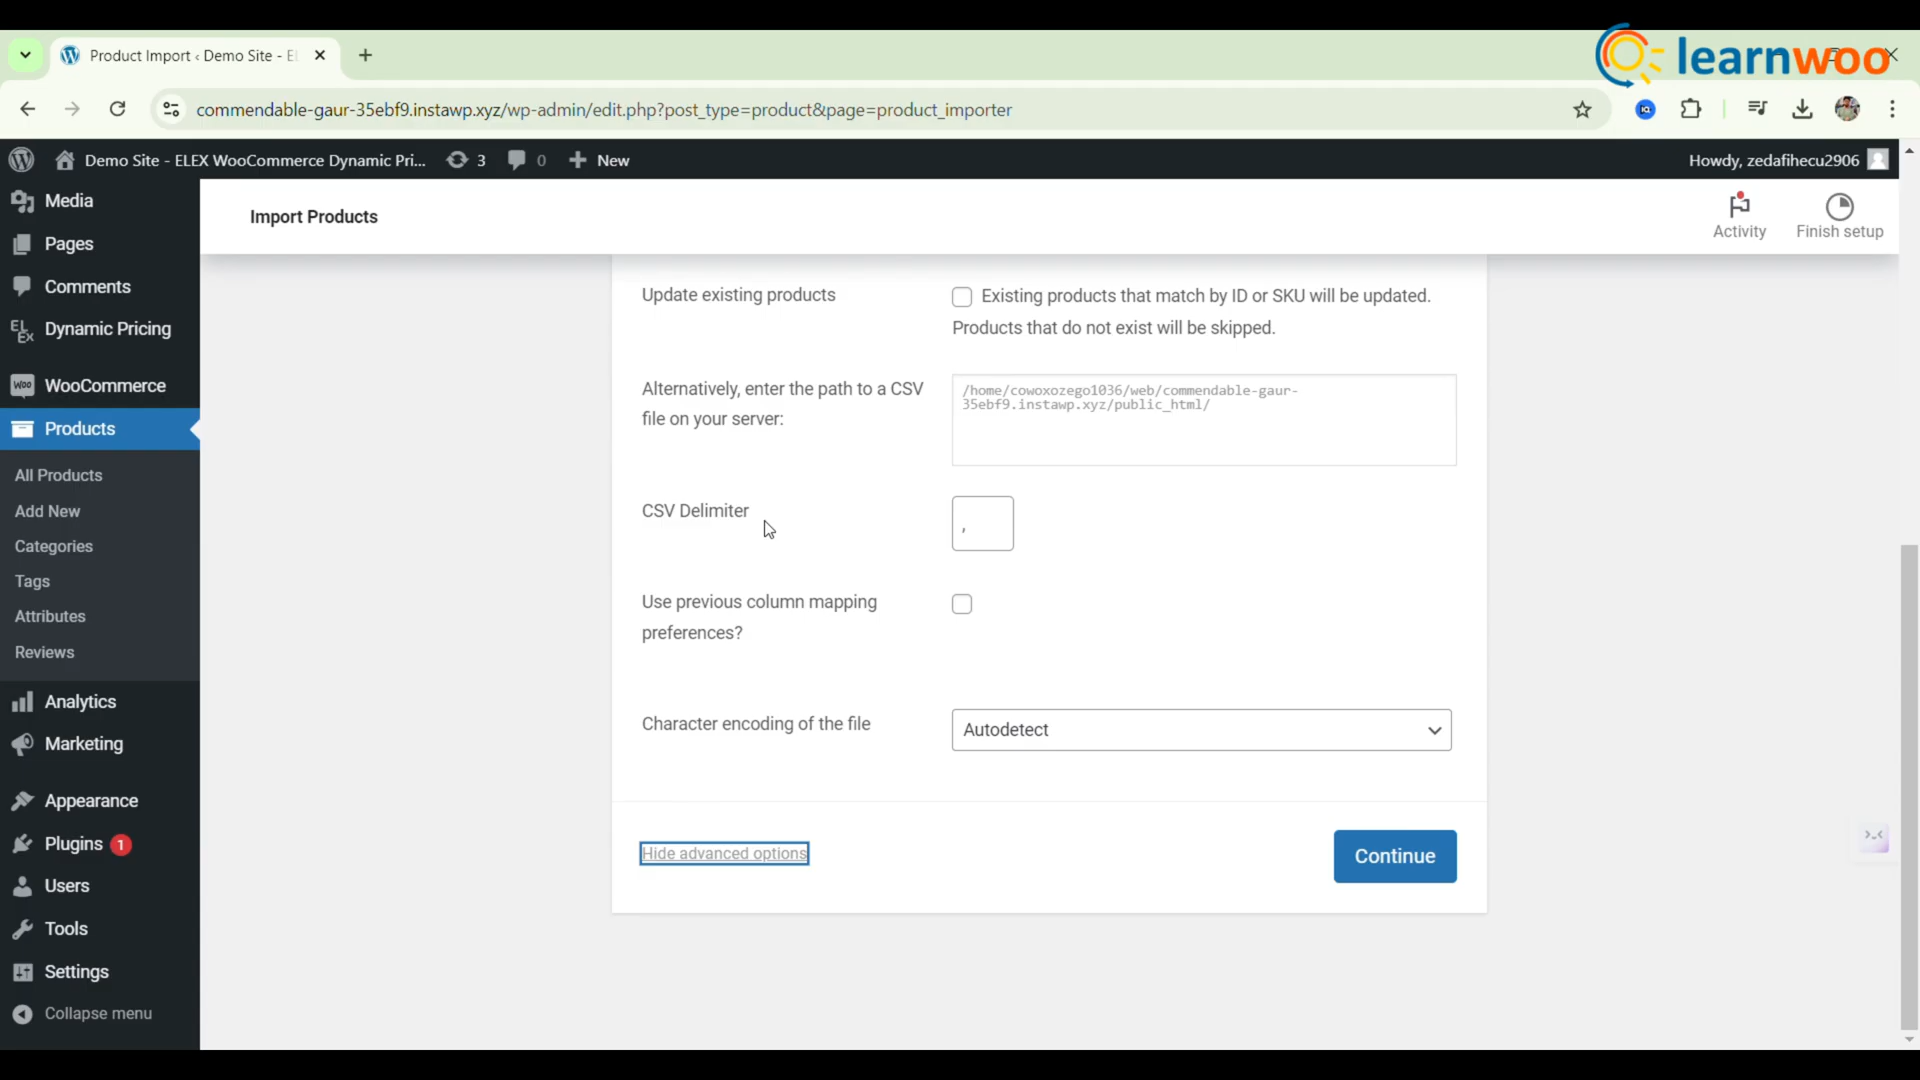 Product Import ‹ Demo Site - EL
learnwoo
commendable-gaur-35ebf9.instawp.xyz/wp-admin/edit.php?post_type=product&page=product_importer
Demo Site - ELEX WooCommerce Dynamic Pri...
3
0
New
Howdy, zedafihecu2906
Media
Pages
Comments
Dynamic Pricing
WooCommerce
Products
All Products
Add New
Categories
Tags
Attributes
Reviews
Analytics
Marketing
Appearance
Plugins 1
Users
Tools
Settings
Collapse menu
Import Products
Activity
Finish setup
Update existing products
Existing products that match by ID or SKU will be updated.
Products that do not exist will be skipped.
Alternatively, enter the path to a CSV
file on your server:
/home/cowoxozego1036/web/commendable-gaur-
35ebf9.instawp.xyz/public_html/
CSV Delimiter
,
Use previous column mapping
preferences?
Character encoding of the file
Autodetect
Hide advanced options
Continue